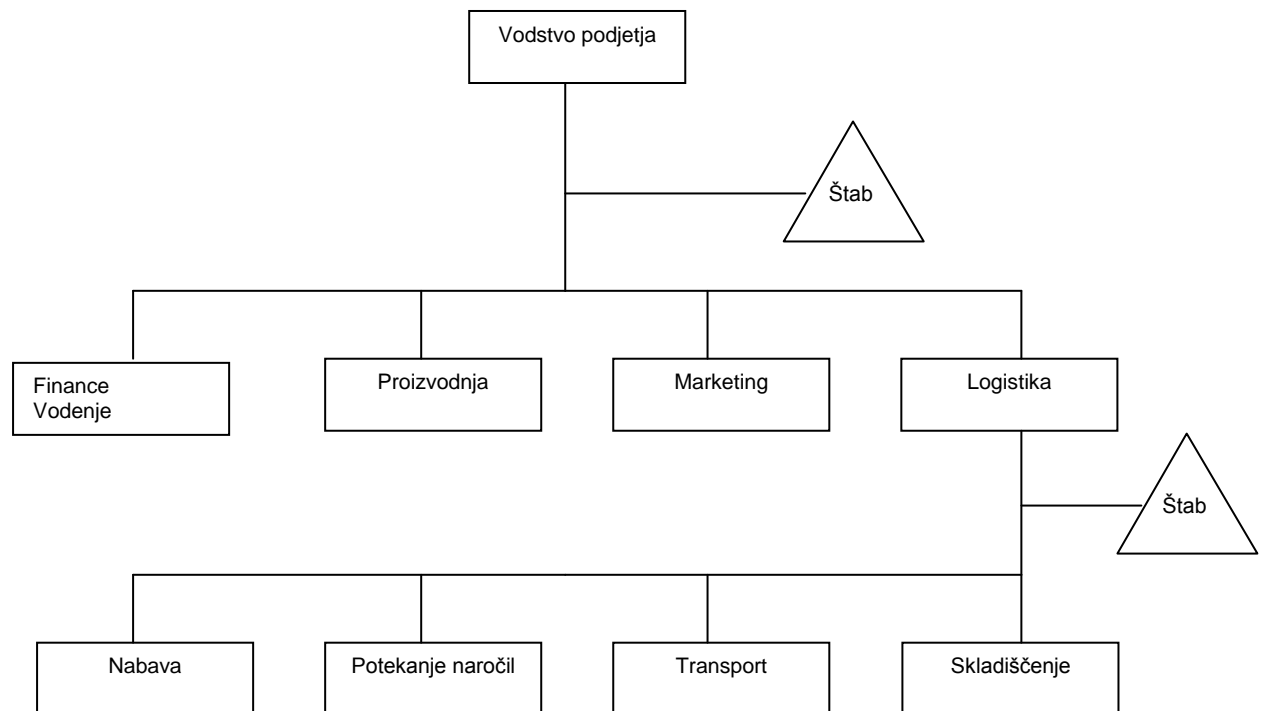 Vodstvo podjetja
Štab
Finance
Vodenje
Proizvodnja
Marketing
Logistika
Štab
Nabava
Potekanje naročil
Transport
Skladiščenje